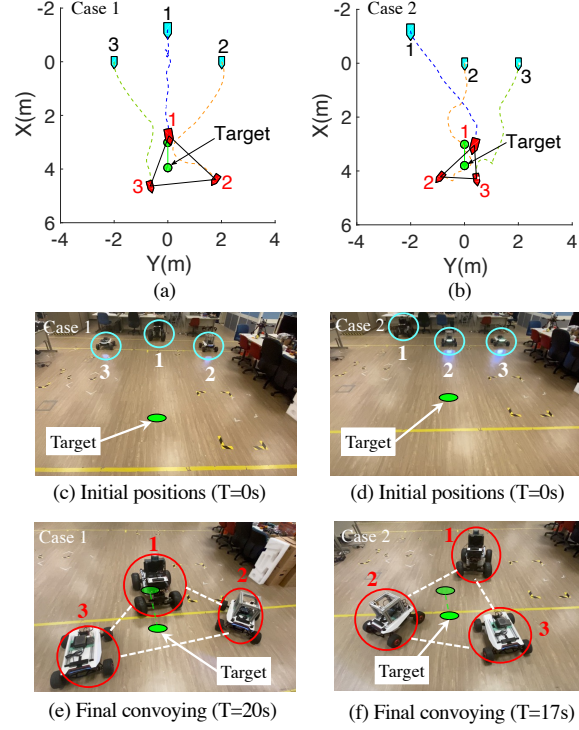 Case 1
-2
0
2
4
6
X(m)
-4 -2 0 2 4
Y(m)
1
3
2
1
2
3
Target
(a)
Case 2
-2
0
2
4
6
X(m)
-4 -2 0 2 4
Y(m)
1
2
3
1
2
3
Target
(b)
Case 1
3
1
2
Target
(c) Initial positions (T=0s)
Case 2
1
2
3
Target
(d) Initial positions (T=0s)
Case 1
1
2
3
Target
(e) Final convoying (T=20s)
Case 2
1
2
3
Target
(f) Final convoying (T=17s)